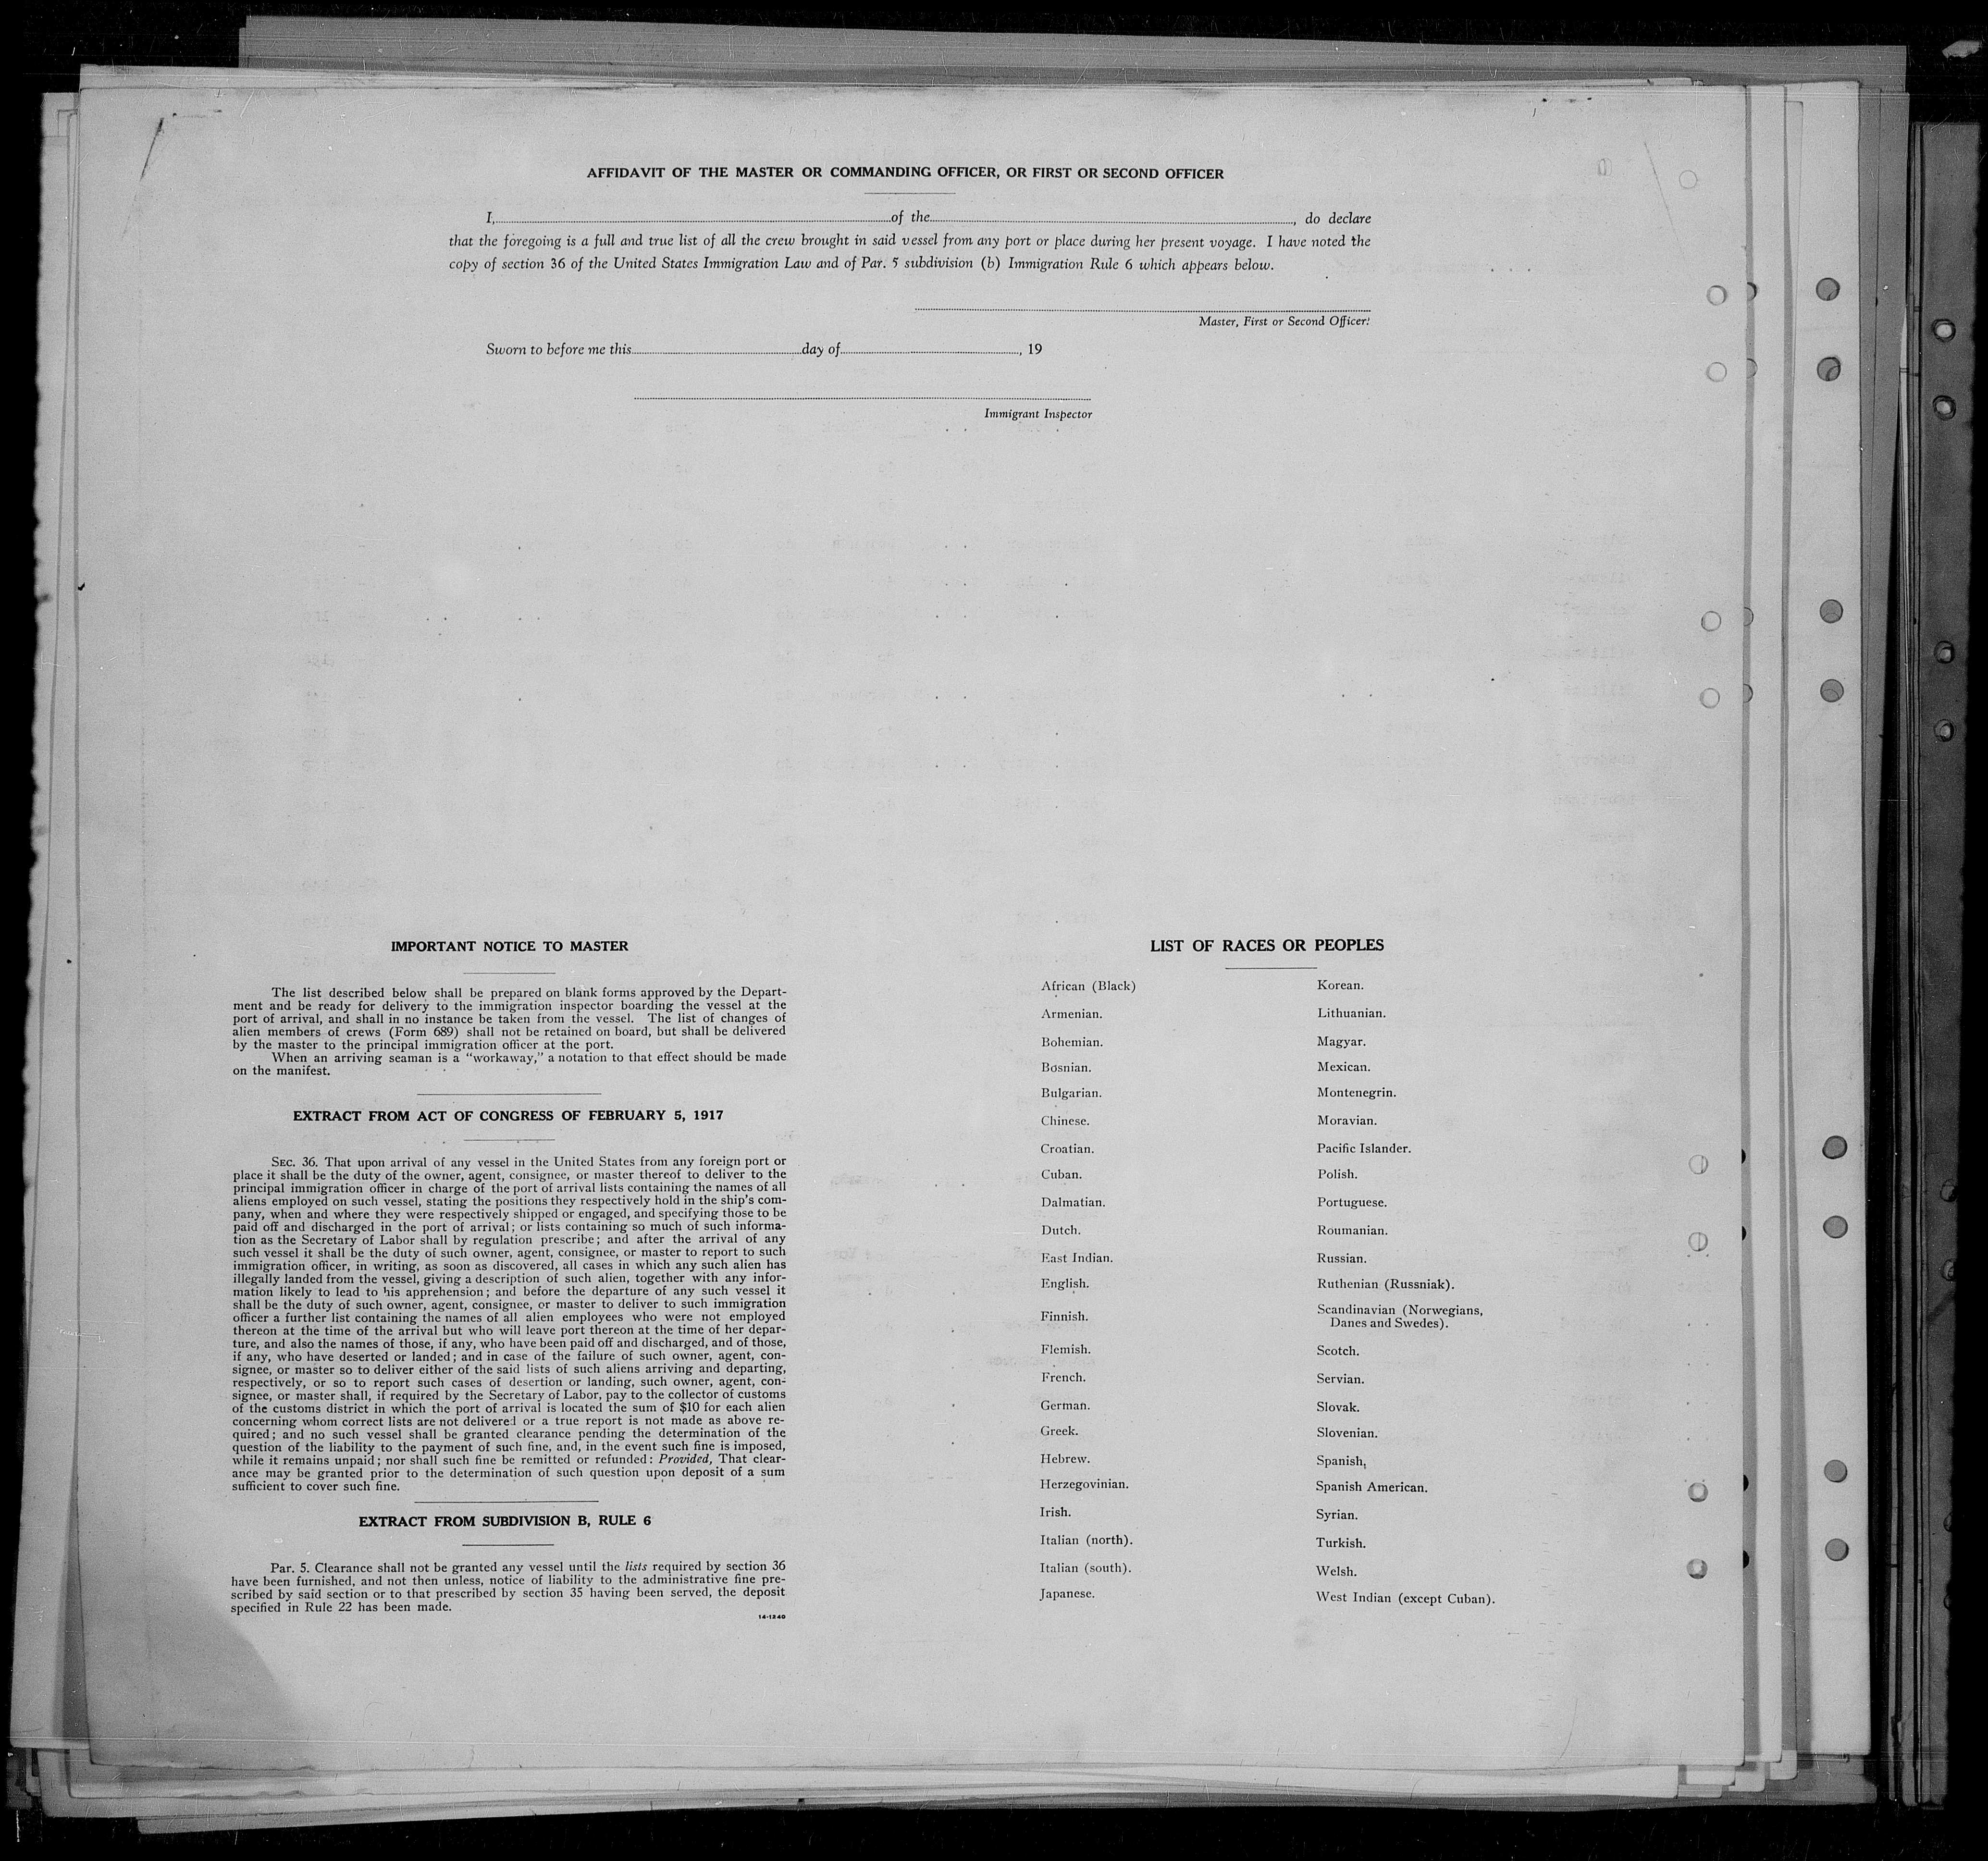 AFFIDAVIT OF THE MASTER OR COMMANDING OFFICER, OR FIRST OR SECOND OFFICER
I, of the , do declare
that the foregoing is a full and true list of all the crew brought in said vessel from any port or place during her present voyage. I have noted the
copy of section 36 of the United States Immigration Law and of Par. 5 subdivision (b) Immigration Rule 6 which appears below.
Master, First or Second Officer.
Sworn to before me this day of , 19
Immigrant Inspector
IMPORTANT NOTICE TO MASTER
The list described below shall be prepared on blank forms approved by the Depart-
ment and be ready for delivery to the immigration inspector boarding the vessel at the
port of arrival, and shall in no instance be taken from the vessel. The list of changes of
alien members of crews (Form 689) shall not be retained on board, but shall be delivered
by the master to the principal immigration officer at the port.
When an arriving seaman is a "workaway," a notation to that effect should be made
on the manifest.
EXTRACT FROM ACT OF CONGRESS OF FEBRUARY 5, 1917
SEC. 36. That upon arrival of any vessel in the United States from any foreign port or
place it shall be the duty of the owner, agent, consignee, or master thereof to deliver to the
principal immigration officer in charge of the port of arrival lists containing the names of all
aliens employed on such vessel, stating the positions they respectively hold in the ship's com-
pany, when and where they were respectively shipped or engaged, and specifying those to be
paid off and discharged in the port of arrival; or lists containing so much of such informa-
tion as the Secretary of Labor shall by regulation prescribe; and after the arrival of any
such vessel it shall be the duty of such owner, agent, consignee, or master to report to such
immigration officer, in writing, as soon as discovered, all cases in which any such alien has
illegally landed from the vessel, giving a description of such alien, together with any infor-
mation likely to lead to his apprehension; and before the departure of any such vessel it
shall be the duty of such owner, agent, consignee, or master to deliver to such immigration
officer a further list containing the names of all alien employees who were not employed
thereon at the time of the arrival but who will leave port thereon at the time of her depar-
ture, and also the names of those, if any, who have been paid off and discharged, and of those,
if any, who have deserted or landed; and in case of the failure of such owner, agent, con-
signee, or master so to deliver either of the said lists of such aliens arriving and departing,
respectively, or so to report such cases of desertion or landing, such owner, agent, con-
signee, or master shall, if required by the Secretary of Labor, pay to the collector of customs
of the customs district in which the port of arrival is located the sum of $10 for each alien
concerning whom correct lists are not delivered or a true report is not made as above re-
quired; and no such vessel shall be granted clearance pending the determination of the
question of the liability to the payment of such fine, and, in the event such fine is imposed,
while it remains unpaid; nor shall such fine be remitted or refunded: Provided, That clear-
ance may be granted prior to the determination of such question upon deposit of a sum
sufficient to cover such fine.
EXTRACT FROM SUBDIVISION B, RULE 6
Par. 5. Clearance shall not be granted any vessel until the lists required by section 36
have been furnished, and not then unless, notice of liability to the administrative fine pre-
scribed by said section or to that prescribed by section 35 having been served, the deposit
specified in Rule 22 has been made.
14-1240
LIST OF RACES OR PEOPLES
African (Black)
Armenian.
Bohemian.
Bosnian.
Bulgarian.
Chinese.
Croatian.
Cuban.
Dalmatian.
Dutch.
East Indian.
English.
Finnish.
Flemish.
French.
German.
Greek.
Hebrew.
Herzegovinian.
Irish.
Italian (north).
Italian (south).
Japanese.
Korean.
Lithuanian.
Magyar.
Mexican.
Montenegrin.
Moravian.
Pacific Islander.
Polish.
Portuguese.
Roumanian.
Russian.
Ruthenian (Russniak).
Scandinavian (Norwegians,
Danes and Swedes).
Scotch.
Servian.
Slovak.
Slovenian.
Spanish.
Spanish American.
Syrian.
Turkish.
Welsh.
West Indian (except Cuban).